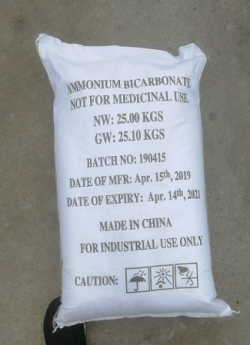 AMMONIUM BICARBONATE
NOT FOR MEDICINAL USE
NW: 25.00 KGS
GW: 25.10 KGS
BATCH NO: 190415
DATE OF MFR: Apr. 15th, 2019
DATE OF EXPIRY: Apr. 14th, 2021
MADE IN CHINA
FOR INDUSTRIAL USE ONLY
CAUTION: